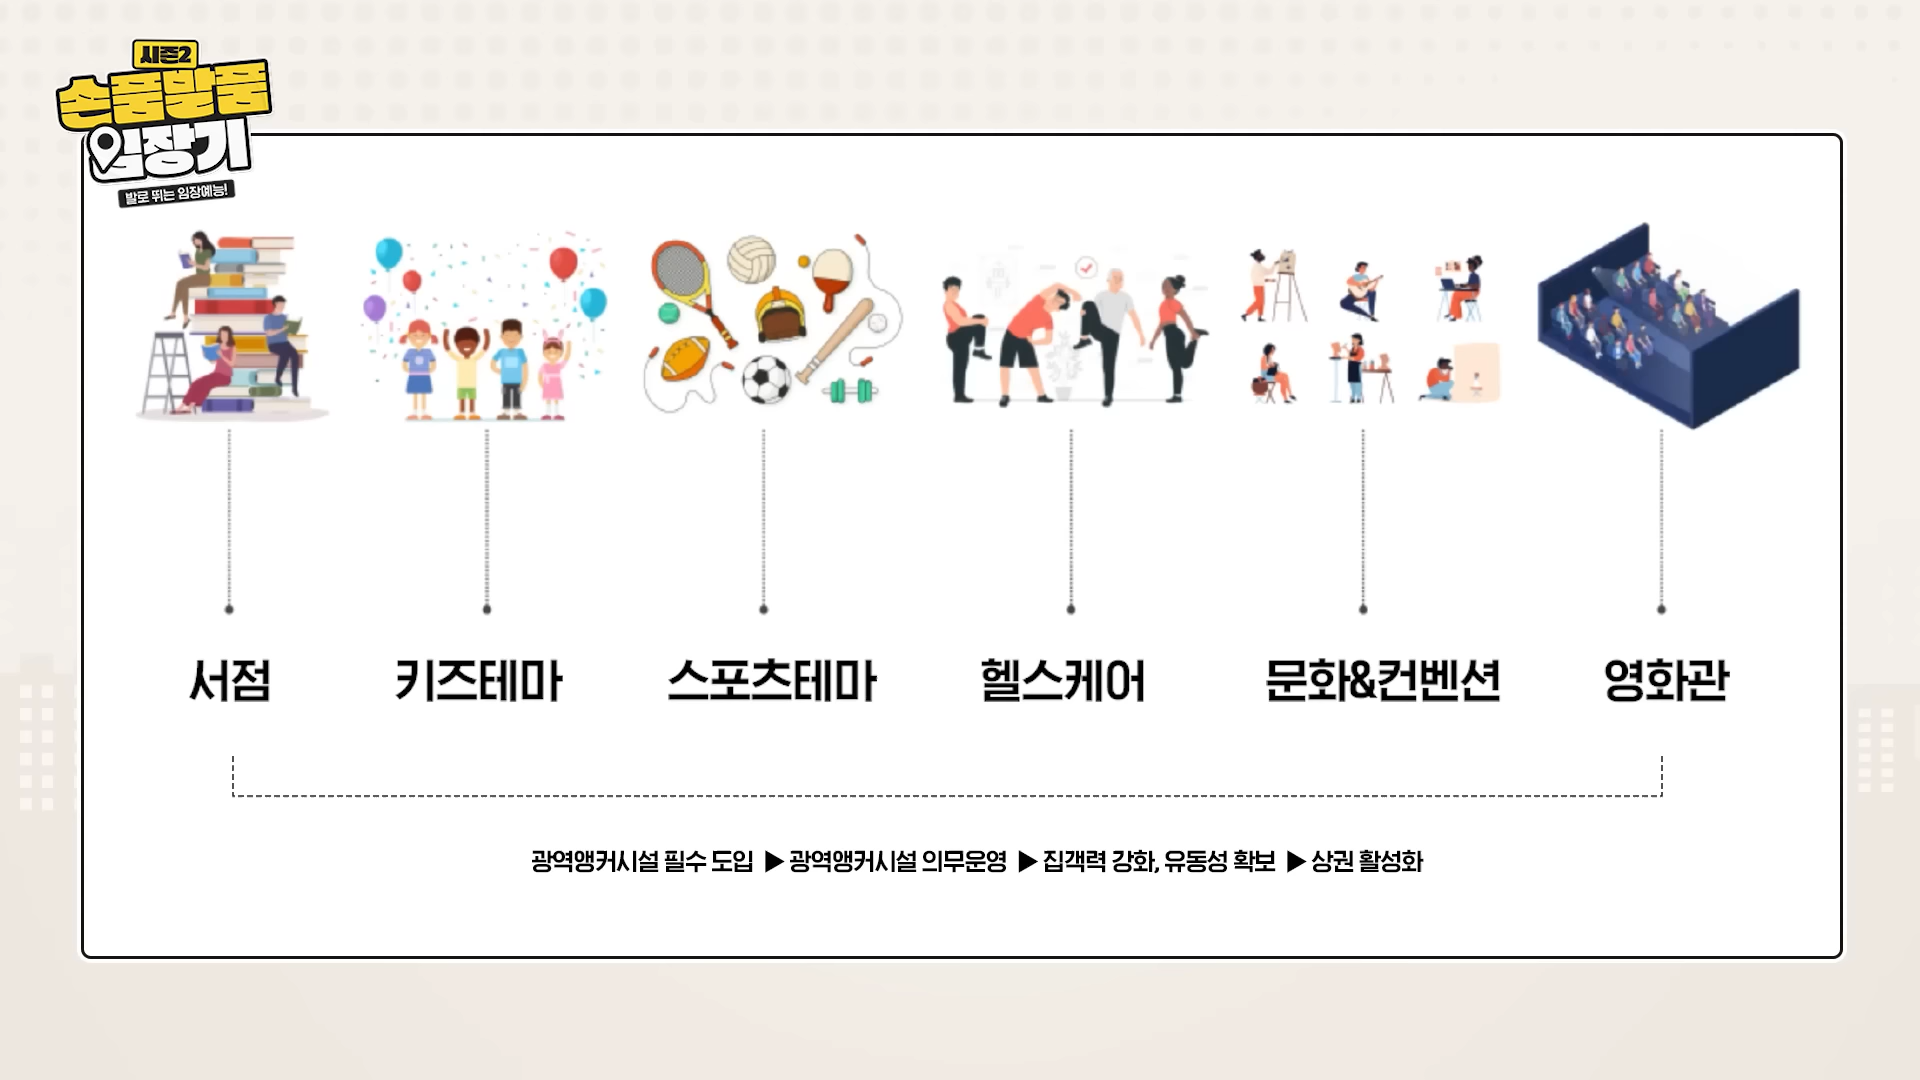 시즌2
손품발품
임장기
발로 뛰는 임장예능!
서점
키즈테마
스포츠테마
헬스케어
문화&컨벤션
영화관
광역앵커시설 필수 도입 ▶ 광역앵커시설 의무운영 ▶ 집객력 강화, 유동성 확보 ▶ 상권 활성화